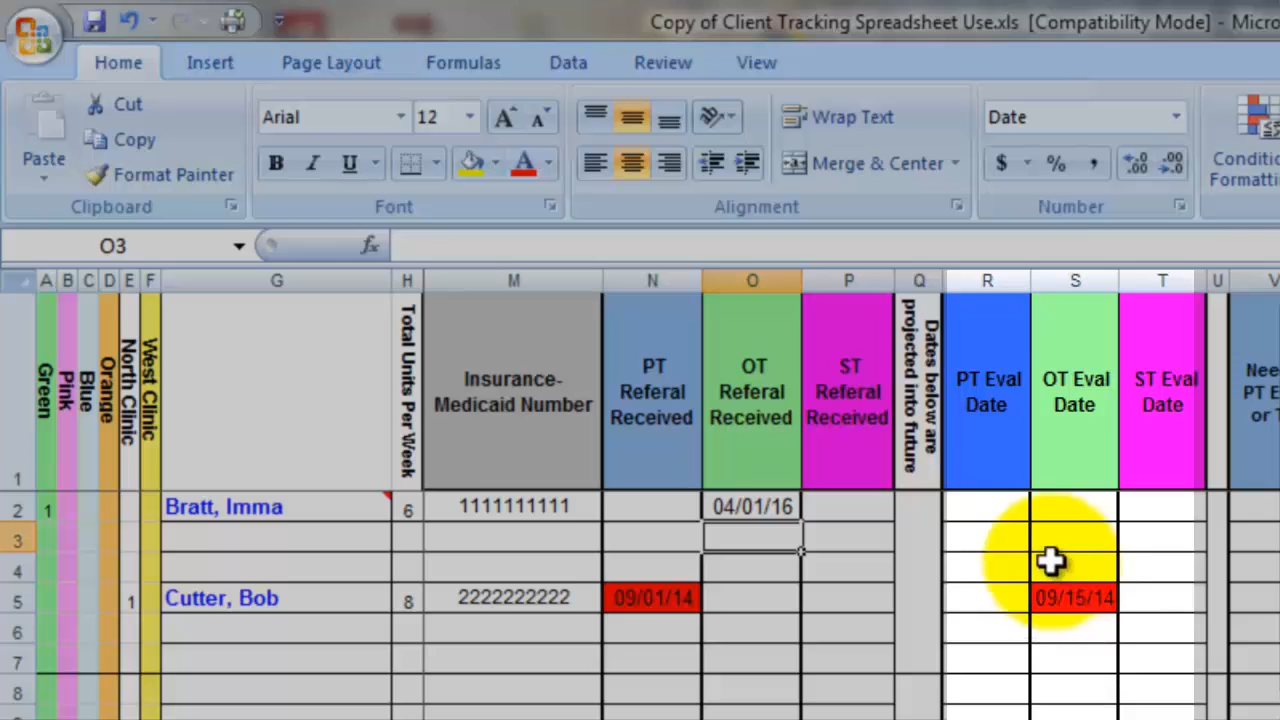 Copy of Client Tracking Spreadsheet Use.xls [Compatibility Mode] - Micro
Home Insert Page Layout Formulas Data Review View
Cut
Copy
Format Painter
Paste
Clipboard
Arial 12
B I U A
Font
Wrap Text
Merge & Center
Alignment
Date
$ % ,
Number
Conditio
Formattin
O3 fx
A B C D E F G H M N O P Q R S T U V
1
Green
Pink
Blue
Orange
North Clinic
West Clinic
Total Units Per Week
Insurance-
Medicaid Number
PT
Referal
Received
OT
Referal
Received
ST
Referal
Received
Dates below are
projected into future
PT Eval
Date
OT Eval
Date
ST Eval
Date
Nee
PT E
or
2 1 Bratt, Imma 6 1111111111 04/01/16
3
4
5 1 Cutter, Bob 8 2222222222 09/01/14 09/15/14
6
7
8